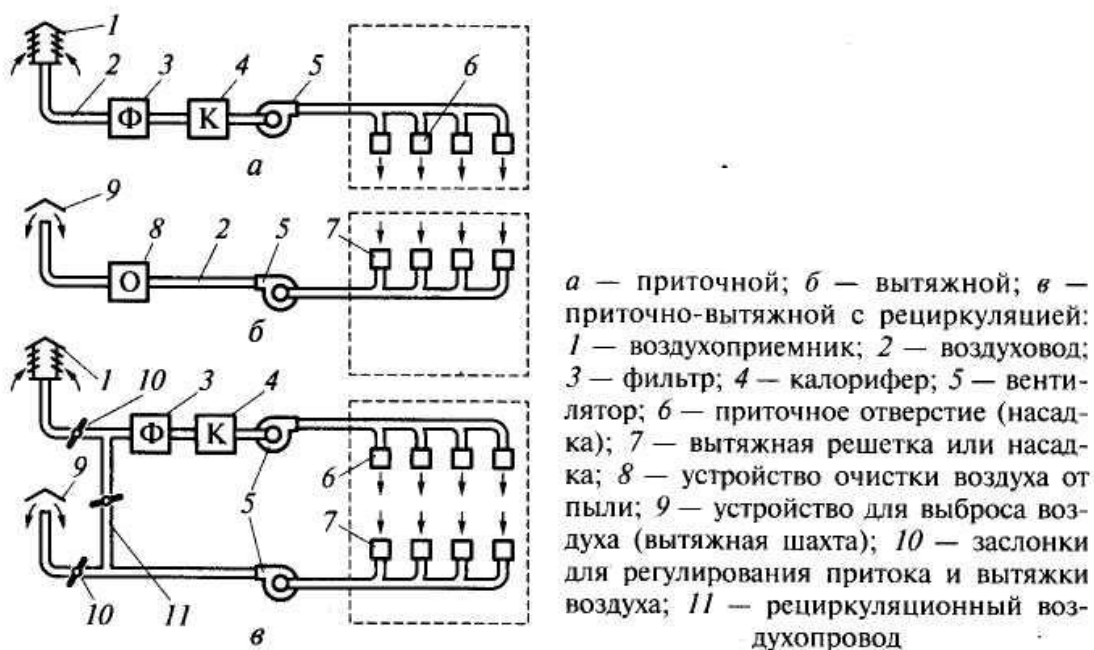 1
2
3
4
5
6
Ф
К
а
9
8
2
5
7
О
б
1
10
3
4
Ф
К
9
6
5
7
10
11
в
а — приточной; б — вытяжной; в —
приточно-вытяжной с рециркуляцией:
1 — воздухоприемник; 2 — воздуховод;
3 — фильтр; 4 — калорифер; 5 — венти-
лятор; 6 — приточное отверстие (насад-
ка); 7 — вытяжная решетка или насад-
ка; 8 — устройство очистки воздуха от
пыли; 9 — устройство для выброса воз-
духа (вытяжная шахта); 10 — заслонки
для регулирования притока и вытяжки
воздуха; 11 — рециркуляционный воз-
духопровод